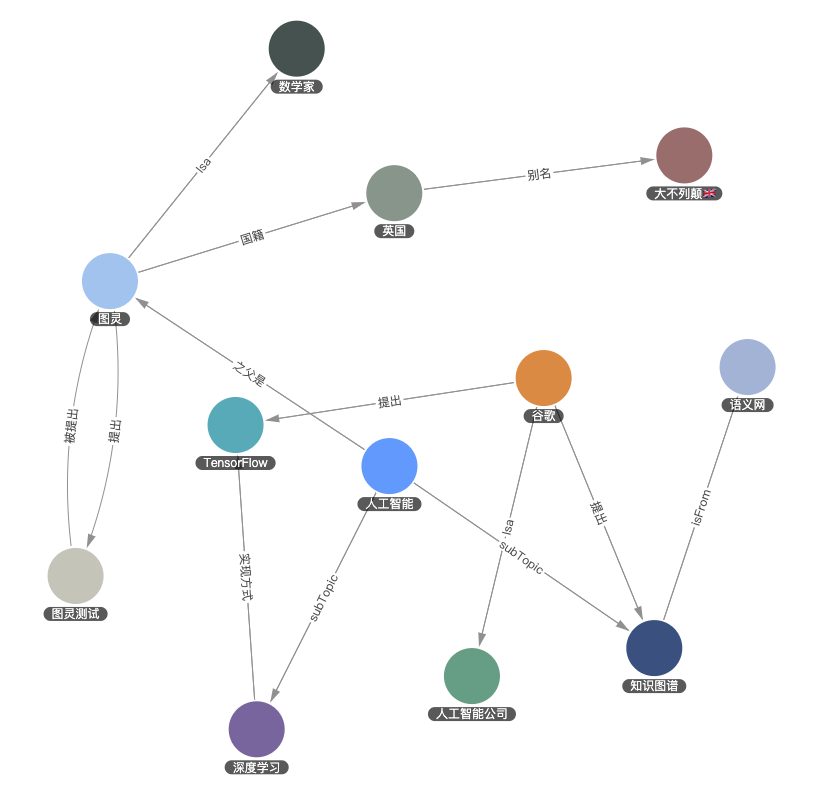 数学家
Isa
别名
大不列颠🇬🇧
英国
国籍
图灵
之父是
提出
谷歌
语义网
被提出
提出
TensorFlow
人工智能
Isa
提出
IsFrom
subTopic
实现方式
subTopic
图灵测试
知识图谱
人工智能公司
深度学习